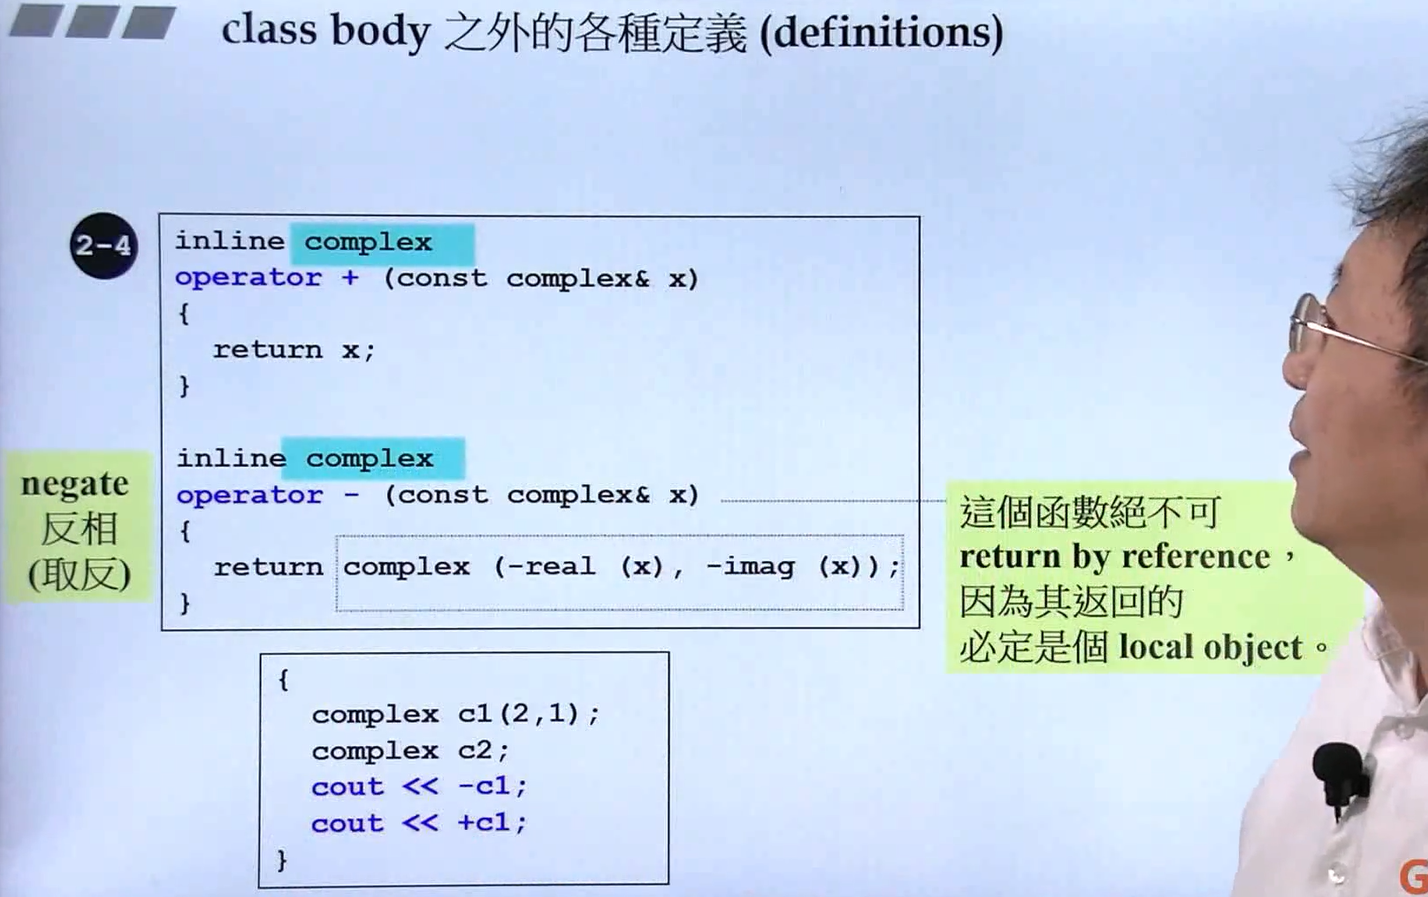 class body 之外的各種定義 (definitions)
2-4
inline complex
operator + (const complex& x)
{
return x;
}
inline complex
operator - (const complex& x)
{
return complex (-real (x), -imag (x));
}
negate
反相
(取反)
這個函數絕不可
return by reference，
因為其返回的
必定是個 local object。
{
complex c1(2,1);
complex c2;
cout << -c1;
cout << +c1;
}
G